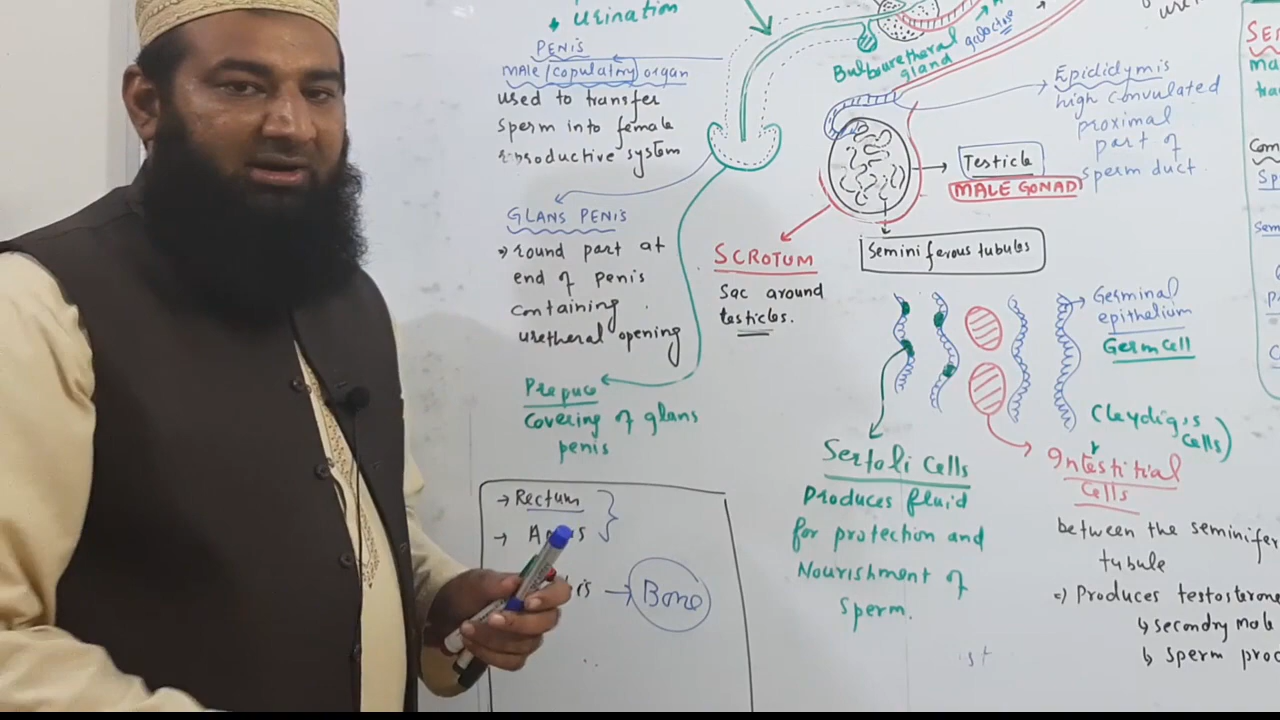 urination
PENIS
MALE/copulatory organ
used to transfer
sperm into female
reproductive system
GLANS PENIS
round part at
end of penis
containing
uretheral opening
Prepuce
covering of glans
penis
→ Rectum
→
Bone
Bulbourethral
gland
Epididymis
high convulated
proximal
part of
sperm duct.
Testicle
MALE GONAD
Seminiferous tubules
SCROTUM
Sac around
testicles.
Germinal
epithelium
Germ cell
Sertoli cells
Produces fluid
for protection and
Nourishment of
sperm.
cells)
Intestitial
cells
between the seminifer
tubule
=> Produces testosterone
↳ secondry male
↳ sperm proc